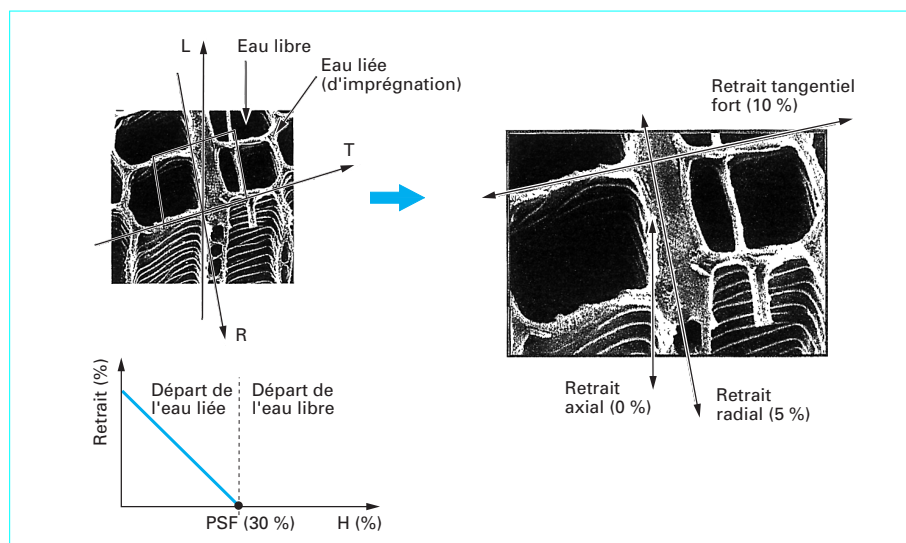 L
Eau libre
Eau liée
(d'imprégnation)
T
R
Retrait tangentiel
fort (10 %)
Retrait
axial (0 %)
Retrait
radial (5 %)
Retrait (%)
Départ de
l'eau liée
Départ de
l'eau libre
PSF (30 %)
H (%)